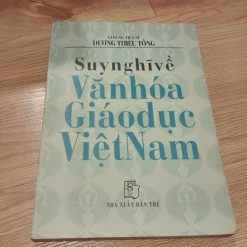 GIÁO SƯ TIẾN SĨ
DƯƠNG THIỆU TỐNG
Suy nghĩ về
Văn hóa
Giáo dục
Việt Nam
NHÀ XUẤT BẢN TRẺ